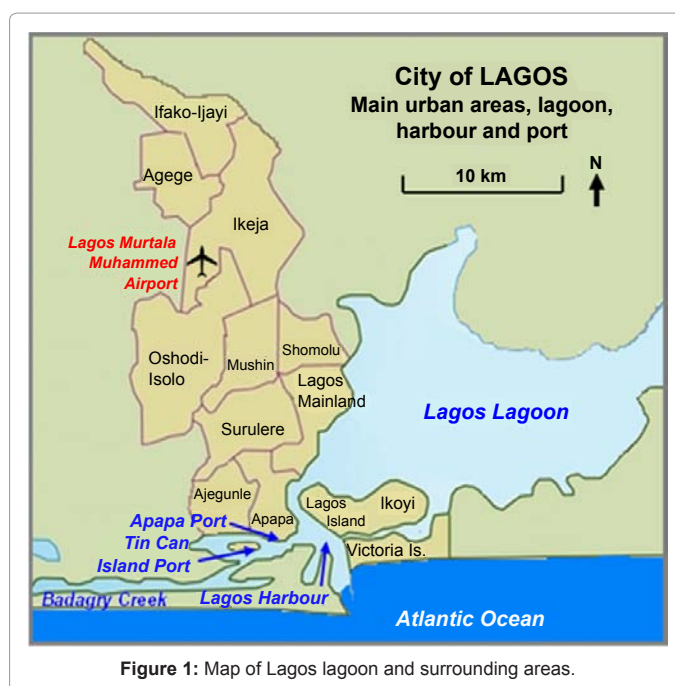 City of LAGOS
Main urban areas, lagoon,
harbour and port
10 km
N
Ifako-Ijayi
Agege
Ikeja
Lagos Murtala
Muhammed
Airport
Oshodi-
Isolo
Mushin
Shomolu
Lagos
Mainland
Surulere
Lagos Lagoon
Ajegunle
Apapa
Lagos
Island
Ikoyi
Apapa Port
Tin Can
Island Port
Victoria Is.
Badagry Creek
Lagos Harbour
Atlantic Ocean
Figure 1: Map of Lagos lagoon and surrounding areas.